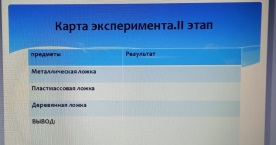 Карта эксперимента.II этап
предметы Результат
Металлическая ложка
Пластмассовая ложка
Деревянная ложка
ВЫВОД: